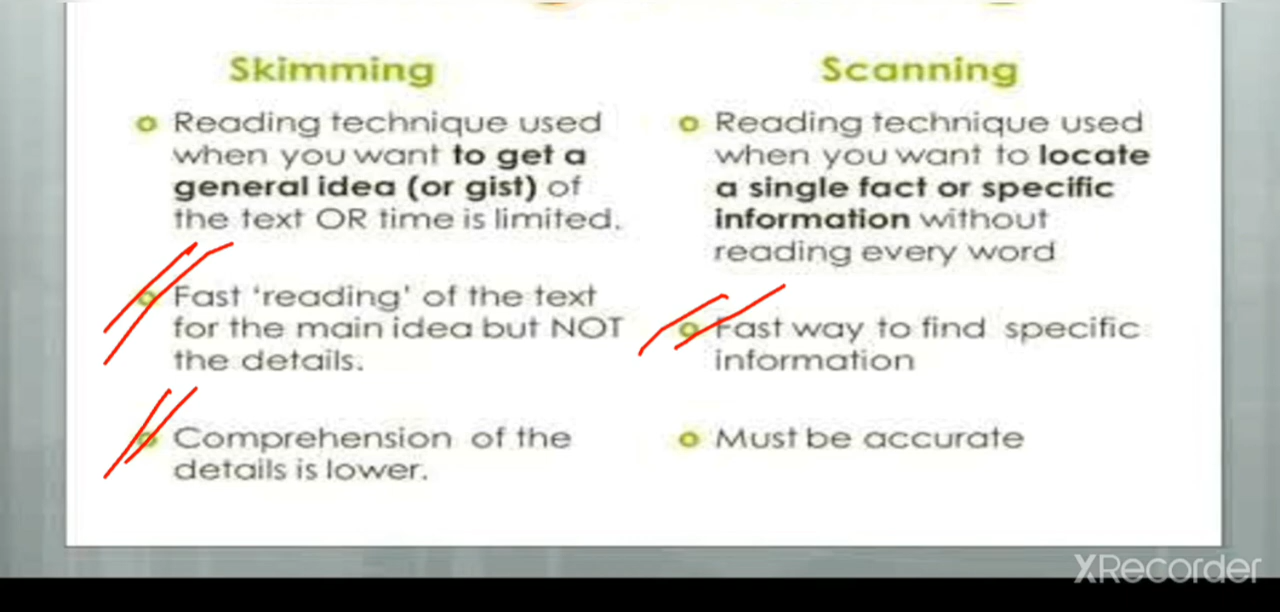 Skimming
Reading technique used
when you want to get a
general idea (or gist) of
the text OR time is limited.
Fast ‘reading’ of the text
for the main idea but NOT
the details.
Comprehension of the
details is lower.
Scanning
Reading technique used
when you want to locate
a single fact or specific
information without
reading every word
Fast way to find specific
information
Must be accurate
XRecorder